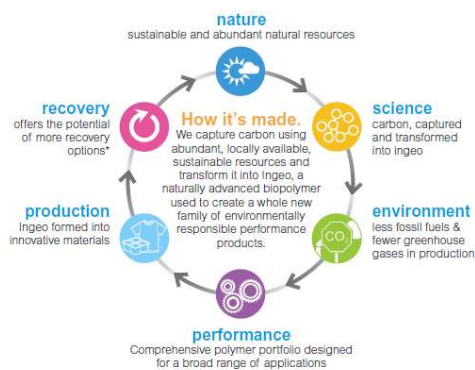 nature
sustainable and abundant natural resources
recovery
offers the potential
of more recovery
options*
How it's made.
We capture carbon using
abundant, locally available,
sustainable resources and
transform it into Ingeo, a
naturally advanced biopolymer
used to create a whole new
family of environmentally
responsible performance
products.
science
carbon, captured
and transformed
into ingeo
production
Ingeo formed into
innovative materials
environment
less fossil fuels &
fewer greenhouse
gases in production
CO2
performance
Comprehensive polymer portfolio designed
for a broad range of applications